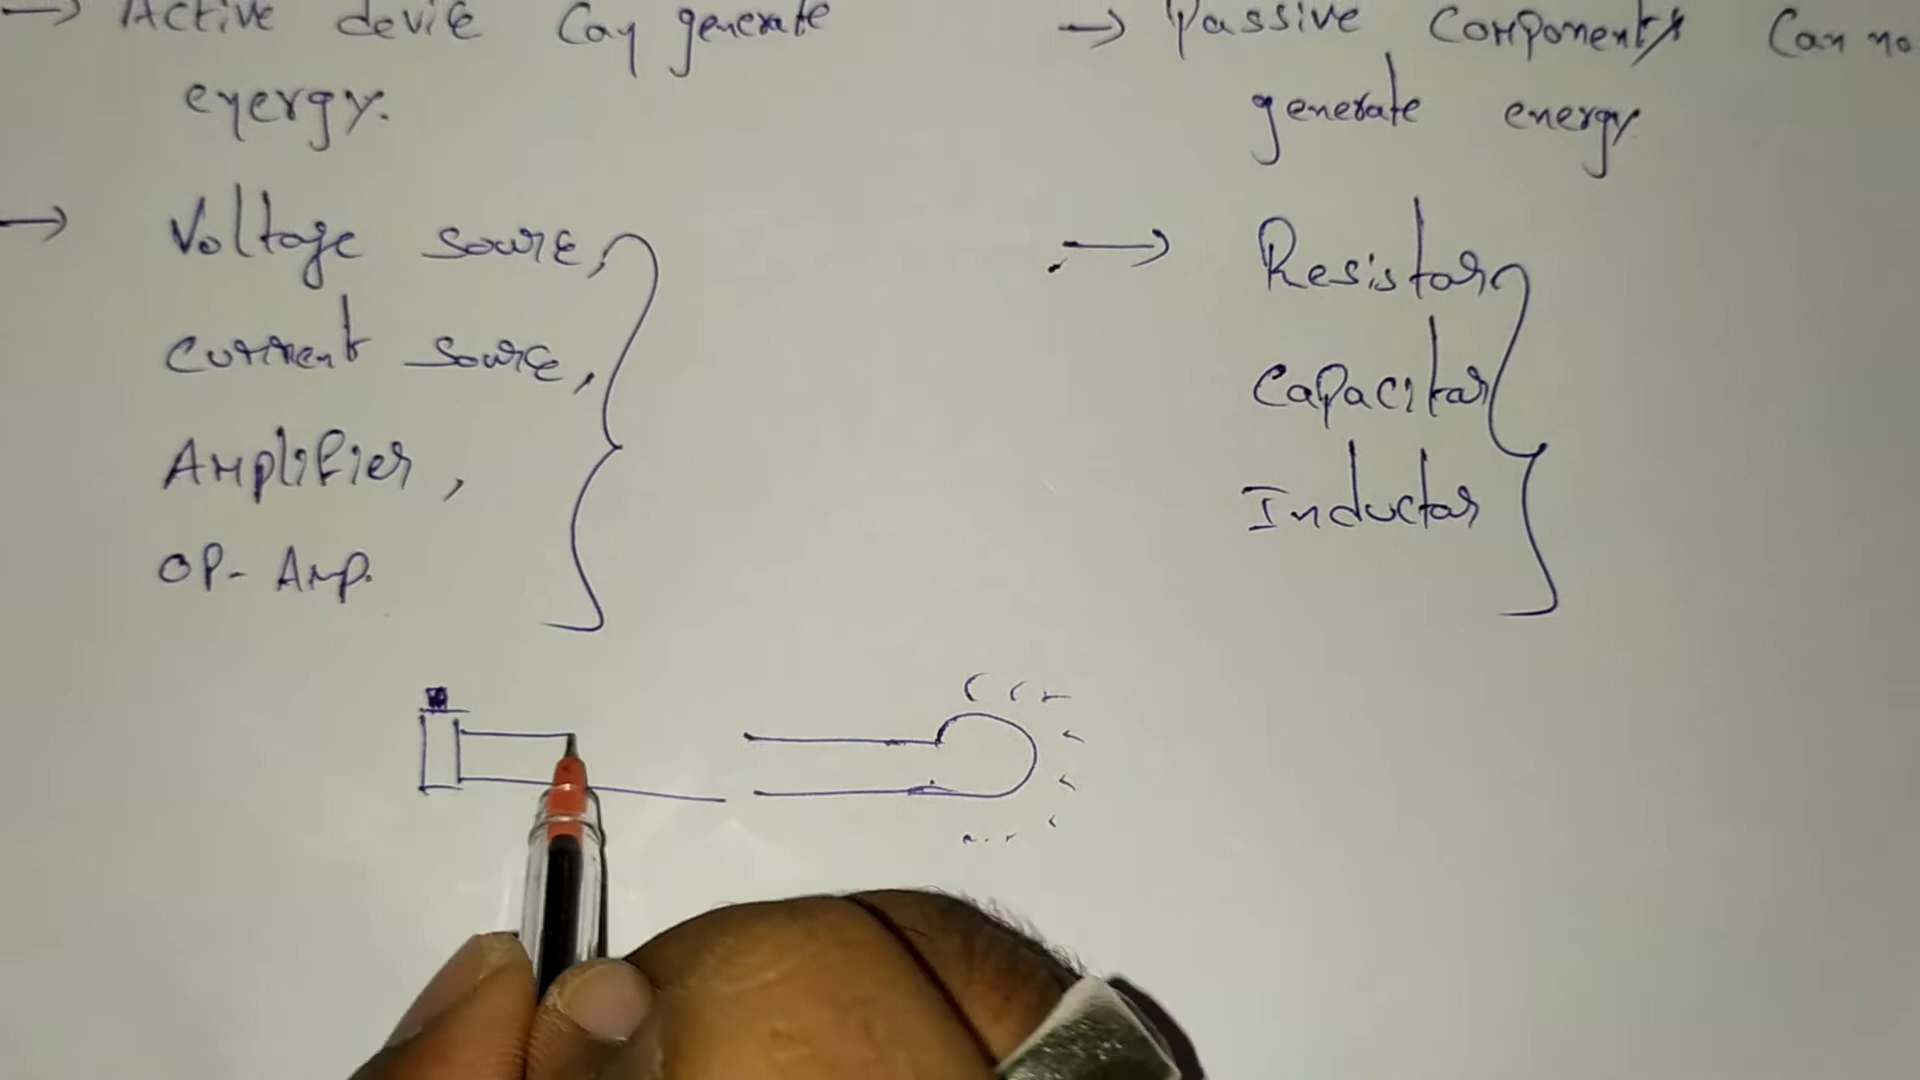 → Active device Can generate
energy.
→ Voltage source,
Current source,
Amplifier,
OP-Amp.
→ Passive Components Can no
generate energy
→ Resistor
Capacitor
Inductor